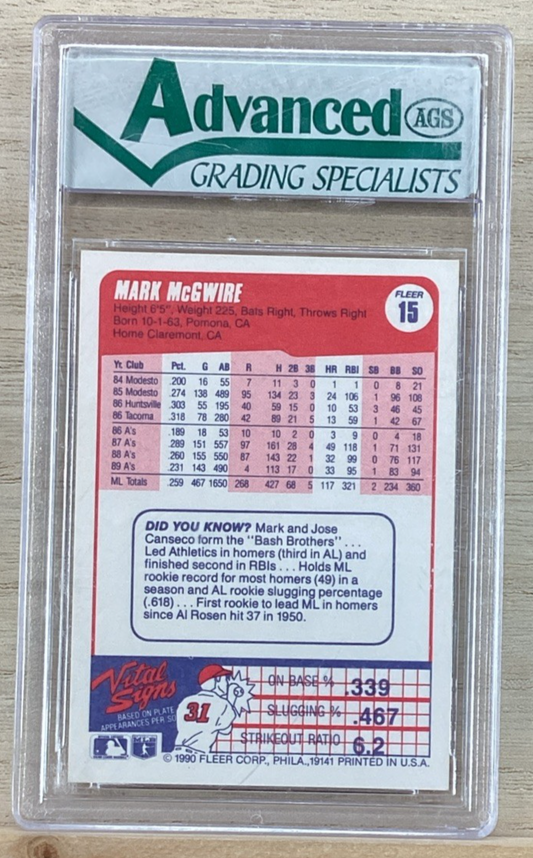 Advanced AGS
GRADING SPECIALISTS
MARK McGWIRE
FLEER
15
Height 6'5", Weight 225, Bats Right, Throws Right
Born 10-1-63, Pomona, CA
Home Claremont, CA
Yr. Club Pct. G AB R H 2B 3B HR RBI SB BB SO
84 Modesto .200 16 55 7 11 3 0 1 1 0 8 21
85 Modesto .274 138 489 95 134 23 3 24 106 1 96 108
86 Huntsville .303 55 195 40 59 15 0 10 53 3 46 45
86 Tacoma .318 78 280 42 89 21 5 13 59 1 42 67
86 A's .189 18 53 10 10 2 0 3 9 0 4 18
87 A's .289 151 557 97 161 28 4 49 118 1 71 131
88 A's .260 155 550 87 143 22 1 32 99 0 76 117
89 A's .231 143 490 4 113 17 0 33 95 1 83 94
ML Totals .259 467 1650 268 427 68 5 117 321 2 234 360
DID YOU KNOW? Mark and Jose
Canseco form the "Bash Brothers" . . .
Led Athletics in homers (third in AL) and
finished second in RBIs . . . Holds ML
rookie record for most homers (49) in a
season and AL rookie slugging percentage
(.618) . . . First rookie to lead ML in homers
since Al Rosen hit 37 in 1950.
Vital
Signs
BASED ON PLATE
APPEARANCES PER SO
31
ON BASE % .339
SLUGGING % .467
STRIKEOUT RATIO 6.2
© 1990 FLEER CORP., PHILA., 19141 PRINTED IN U.S.A.